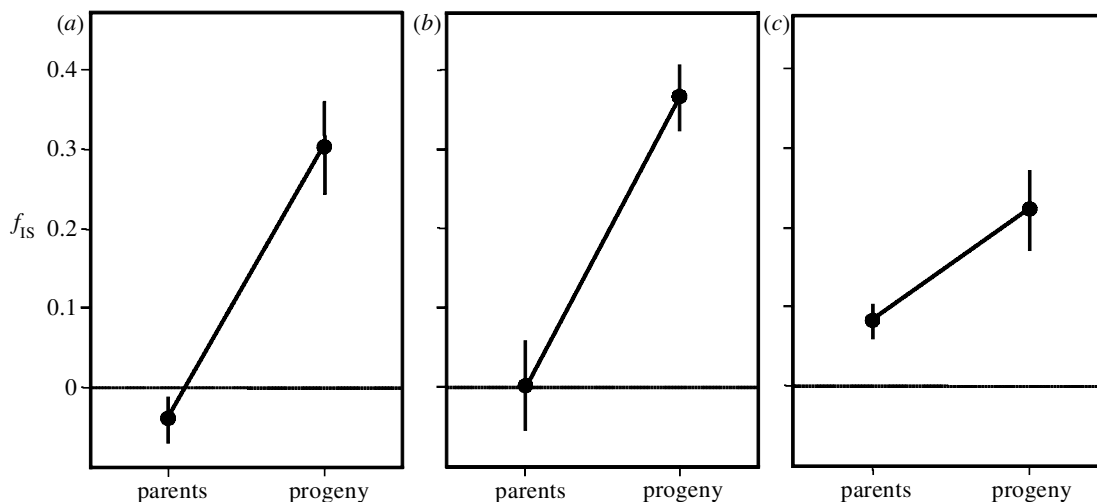 (a) (b) (c)
0.4
0.3
f_IS 0.2
0.1
0
parents progeny parents progeny parents progeny